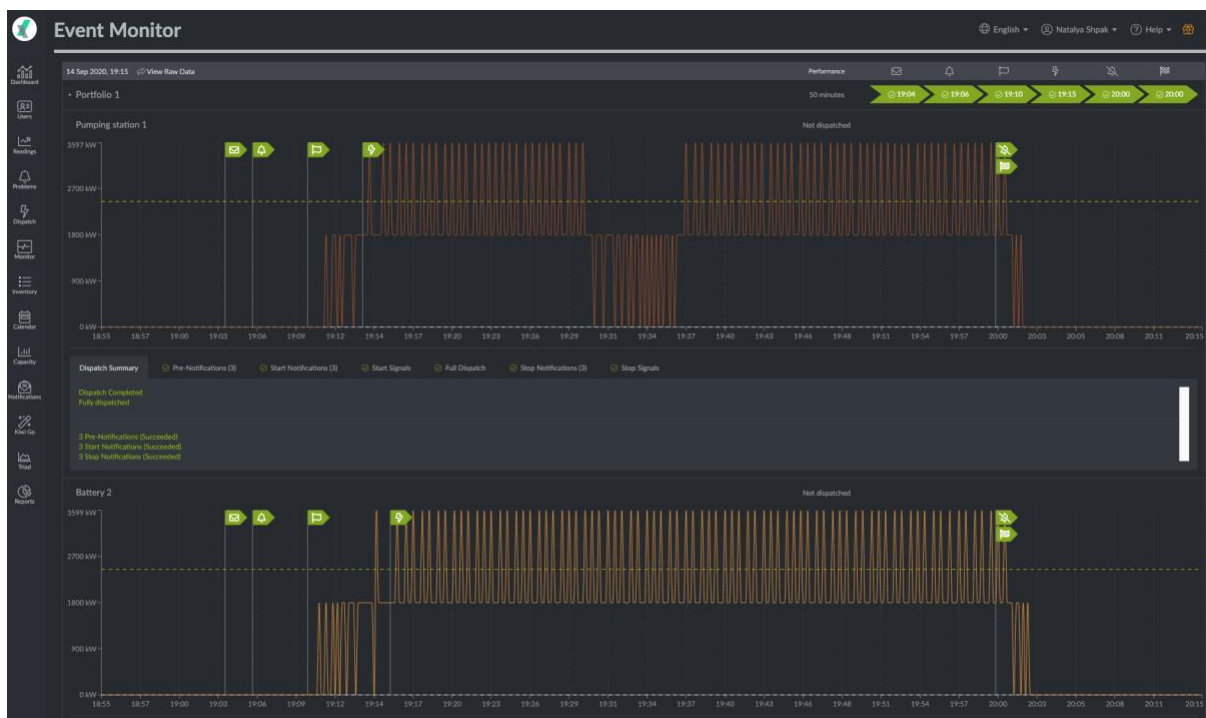 Event Monitor
English
Natalya Shpak
Help
Dashboard
Users
Readings
Problems
Dispatch
Monitor
Inventory
Calendar
Capacity
Notifications
Kiwi Go
Triad
Reports
14 Sep 2020, 19:15 View Raw Data Performance
Portfolio 1 50 minutes 19:04 19:06 19:10 19:15 20:00 20:00
Pumping station 1 Not dispatched
3597 kW
2700 kW
1800 kW
900 kW
0 kW
18:55 18:57 19:00 19:03 19:06 19:09 19:12 19:14 19:17 19:20 19:23 19:26 19:29 19:31 19:34 19:37 19:40 19:43 19:46 19:48 19:51 19:54 19:57 20:00 20:03 20:05 20:08 20:11 20:15
Dispatch Summary Pre-Notifications (3) Start Notifications (3) Start Signals Full Dispatch Stop Notifications (3) Stop Signals
Dispatch Completed
Fully dispatched
3 Pre-Notifications (Succeeded)
3 Start Notifications (Succeeded)
3 Stop Notifications (Succeeded)
Battery 2 Not dispatched
3599 kW
2700 kW
1800 kW
900 kW
0 kW
18:55 18:57 19:00 19:03 19:06 19:09 19:12 19:14 19:17 19:20 19:23 19:26 19:29 19:31 19:34 19:37 19:40 19:43 19:46 19:48 19:51 19:54 19:57 20:00 20:03 20:05 20:08 20:11 20:15